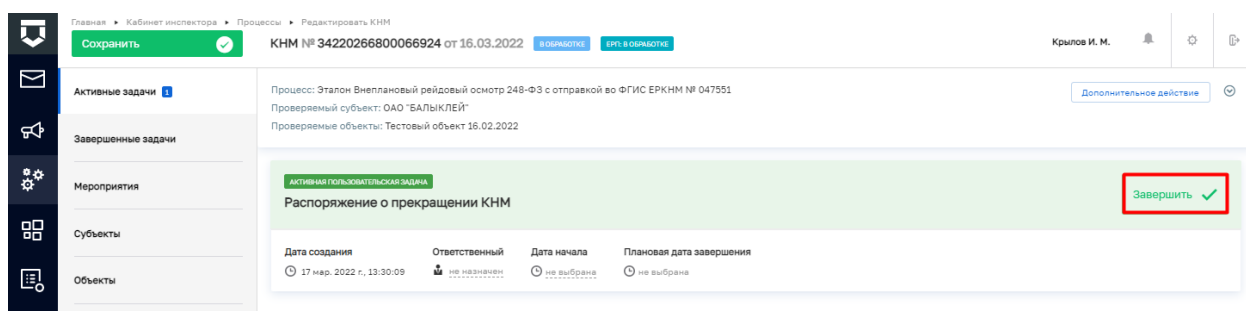 Главная ▸ Кабинет инспектора ▸ Процессы ▸ Редактировать КНМ
Сохранить
КНМ № 34220266800066924 от 16.03.2022 В ОБРАБОТКЕ ЕРП: В ОБРАБОТКЕ
Крылов И. М.
Активные задачи 1
Завершенные задачи
Мероприятия
Субъекты
Объекты
Процесс: Эталон Внеплановый рейдовый осмотр 248-ФЗ с отправкой во ФГИС ЕРКНМ № 047551
Дополнительное действие
Проверяемый субъект: ОАО "БАЛЫКЛЕЙ"
Проверяемые объекты: Тестовый объект 16.02.2022
АКТИВНАЯ ПОЛЬЗОВАТЕЛЬСКАЯ ЗАДАЧА
Распоряжение о прекращении КНМ
Завершить
Дата создания Ответственный Дата начала Плановая дата завершения
17 мар. 2022 г., 13:30:09 не назначен не выбрана не выбрана